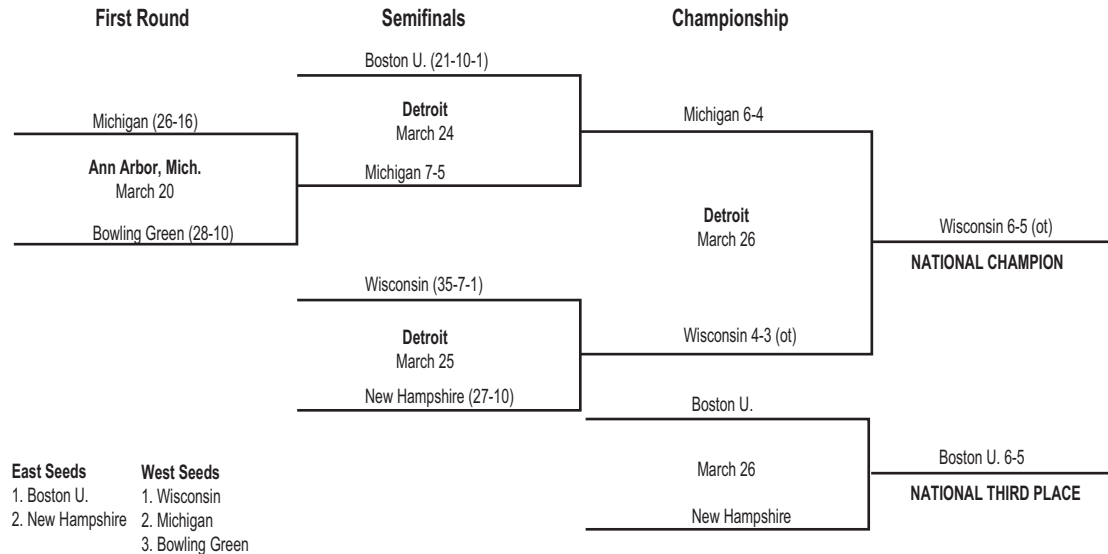 First Round
Semifinals
Championship
Boston U. (21-10-1)
Detroit
March 24
Michigan (26-16)
Ann Arbor, Mich.
March 20
Bowling Green (28-10)
Michigan 7-5
Michigan 6-4
Detroit
March 26
Wisconsin 6-5 (ot)
NATIONAL CHAMPION
Wisconsin (35-7-1)
Detroit
March 25
New Hampshire (27-10)
Wisconsin 4-3 (ot)
Boston U.
March 26
New Hampshire
Boston U. 6-5
NATIONAL THIRD PLACE
East Seeds
1. Boston U.
2. New Hampshire
West Seeds
1. Wisconsin
2. Michigan
3. Bowling Green